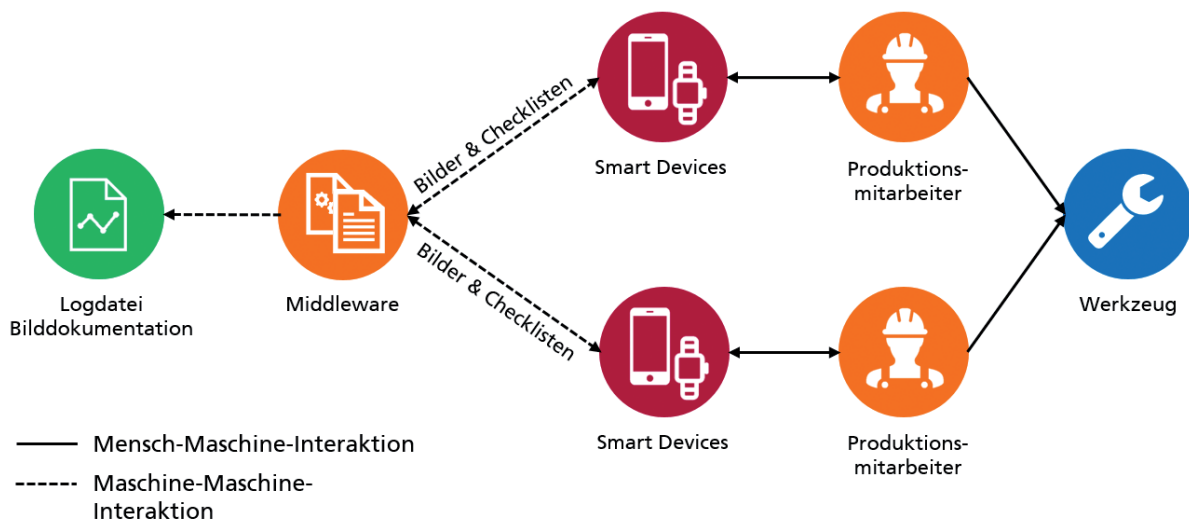 Bilder & Checklisten
Smart Devices
Produktions-
mitarbeiter
Logdatei
Bilddokumentation
Middleware
Werkzeug
Bilder & Checklisten
Smart Devices
Produktions-
mitarbeiter
Mensch-Maschine-Interaktion
Maschine-Maschine-
Interaktion